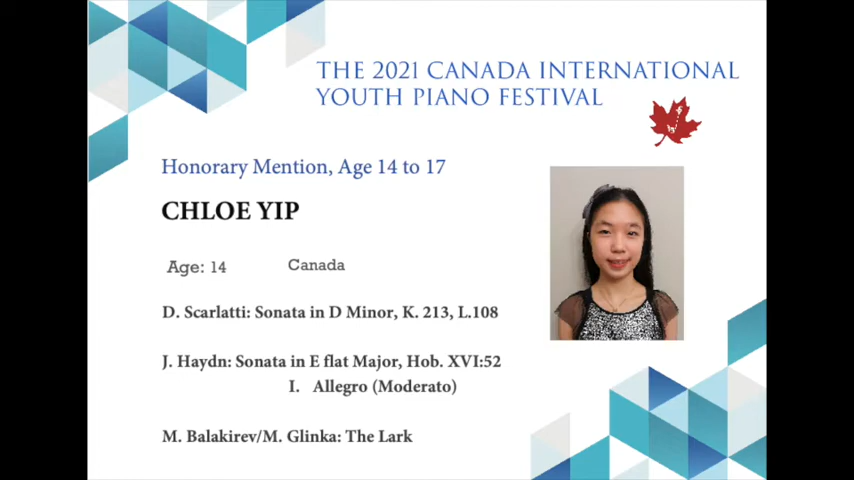 THE 2021 CANADA INTERNATIONAL
YOUTH PIANO FESTIVAL
Honorary Mention, Age 14 to 17
CHLOE YIP
Age: 14 Canada
D. Scarlatti: Sonata in D Minor, K. 213, L.108
J. Haydn: Sonata in E flat Major, Hob. XVI:52
I. Allegro (Moderato)
M. Balakirev/M. Glinka: The Lark